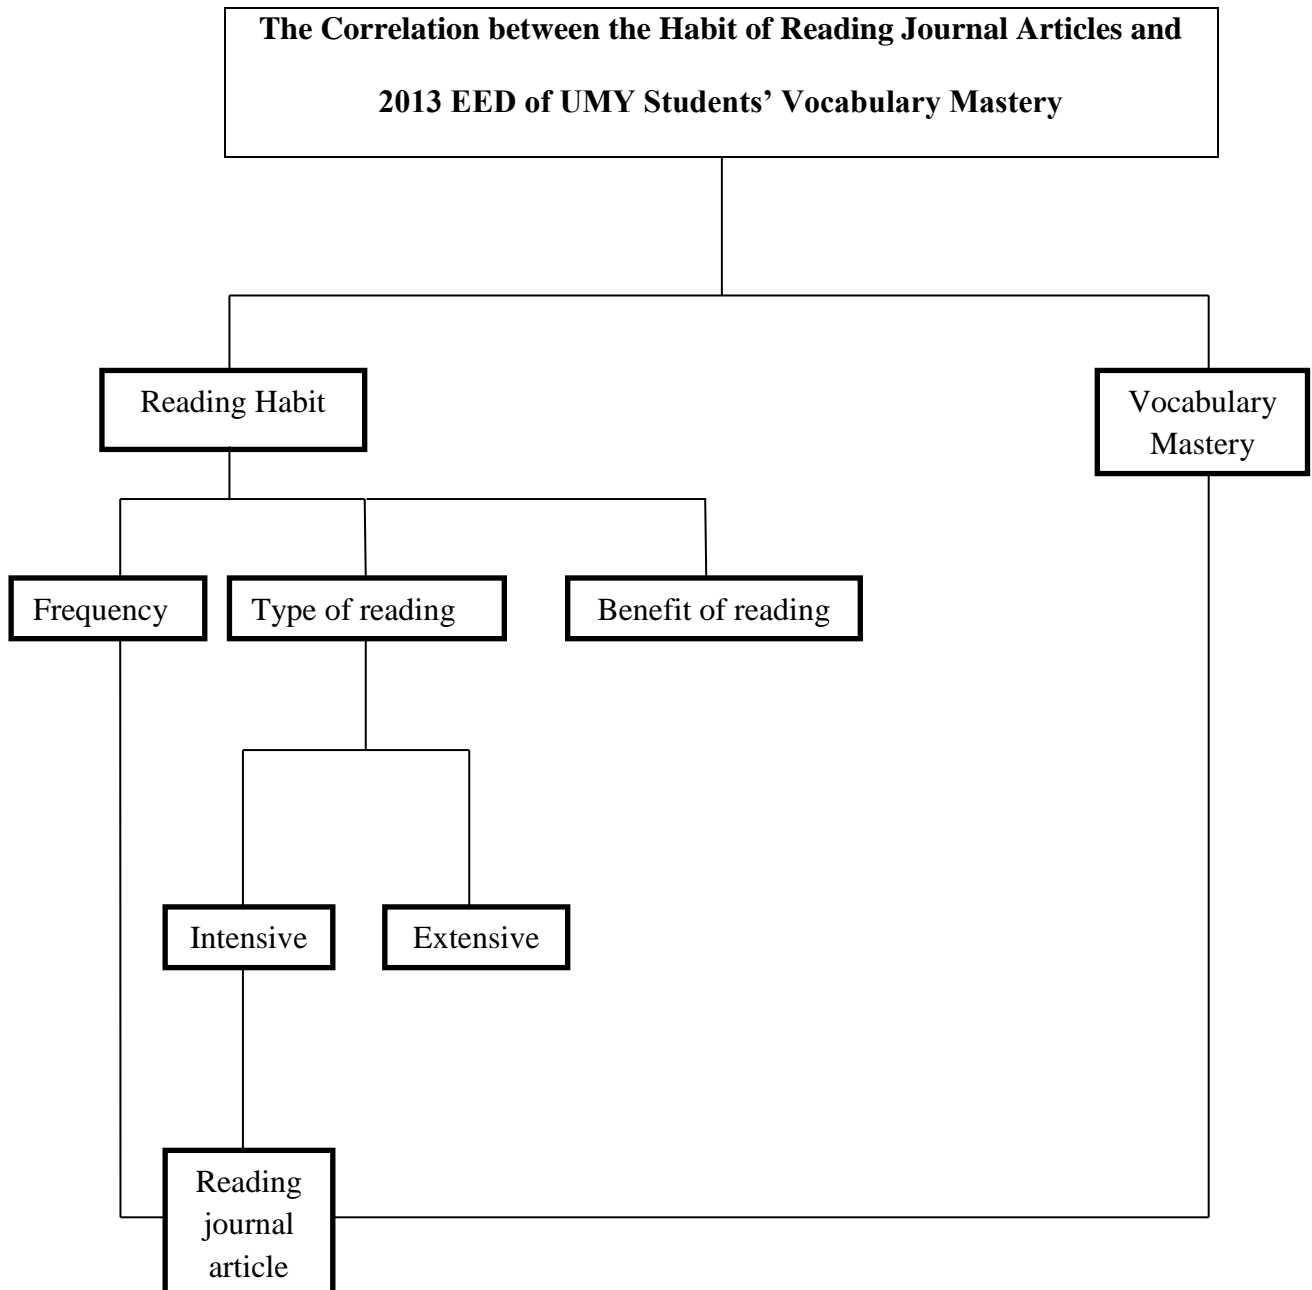 The Correlation between the Habit of Reading Journal Articles and
2013 EED of UMY Students’ Vocabulary Mastery
Reading Habit
Vocabulary
Mastery
Frequency
Type of reading
Benefit of reading
Intensive
Extensive
Reading
journal
article